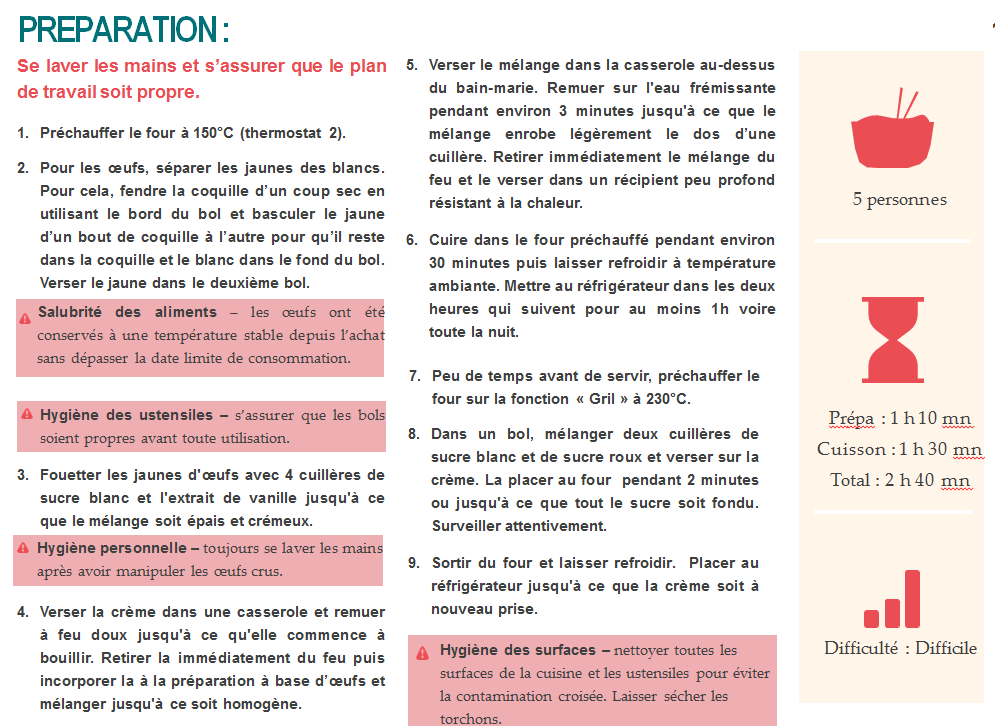 PREPARATION :
Se laver les mains et s’assurer que le plan
de travail soit propre.
1. Préchauffer le four à 150°C (thermostat 2).
2. Pour les œufs, séparer les jaunes des blancs.
Pour cela, fendre la coquille d’un coup sec en
utilisant le bord du bol et basculer le jaune
d’un bout de coquille à l’autre pour qu’il reste
dans la coquille et le blanc dans le fond du bol.
Verser le jaune dans le deuxième bol.
Salubrité des aliments – les œufs ont été
conservés à une température stable depuis l’achat
sans dépasser la date limite de consommation.
Hygiène des ustensiles – s’assurer que les bols
soient propres avant toute utilisation.
3. Fouetter les jaunes d'œufs avec 4 cuillères de
sucre blanc et l'extrait de vanille jusqu'à ce
que le mélange soit épais et crémeux.
Hygiène personnelle – toujours se laver les mains
après avoir manipuler les œufs crus.
4. Verser la crème dans une casserole et remuer
à feu doux jusqu'à ce qu'elle commence à
bouillir. Retirer la immédiatement du feu puis
incorporer la à la préparation à base d’œufs et
mélanger jusqu'à ce soit homogène.
5. Verser le mélange dans la casserole au-dessus
du bain-marie. Remuer sur l'eau frémissante
pendant environ 3 minutes jusqu'à ce que le
mélange enrobe légèrement le dos d’une
cuillère. Retirer immédiatement le mélange du
feu et le verser dans un récipient peu profond
résistant à la chaleur.
6. Cuire dans le four préchauffé pendant environ
30 minutes puis laisser refroidir à température
ambiante. Mettre au réfrigérateur dans les deux
heures qui suivent pour au moins 1h voire
toute la nuit.
7. Peu de temps avant de servir, préchauffer le
four sur la fonction « Gril » à 230°C.
8. Dans un bol, mélanger deux cuillères de
sucre blanc et de sucre roux et verser sur la
crème. La placer au four pendant 2 minutes
ou jusqu'à ce que tout le sucre soit fondu.
Surveiller attentivement.
9. Sortir du four et laisser refroidir. Placer au
réfrigérateur jusqu'à ce que la crème soit à
nouveau prise.
Hygiène des surfaces – nettoyer toutes les
surfaces de la cuisine et les ustensiles pour éviter
la contamination croisée. Laisser sécher les
torchons.
5 personnes
Prépa : 1 h 10 mn
Cuisson : 1 h 30 mn
Total : 2 h 40 mn
Difficulté : Difficile